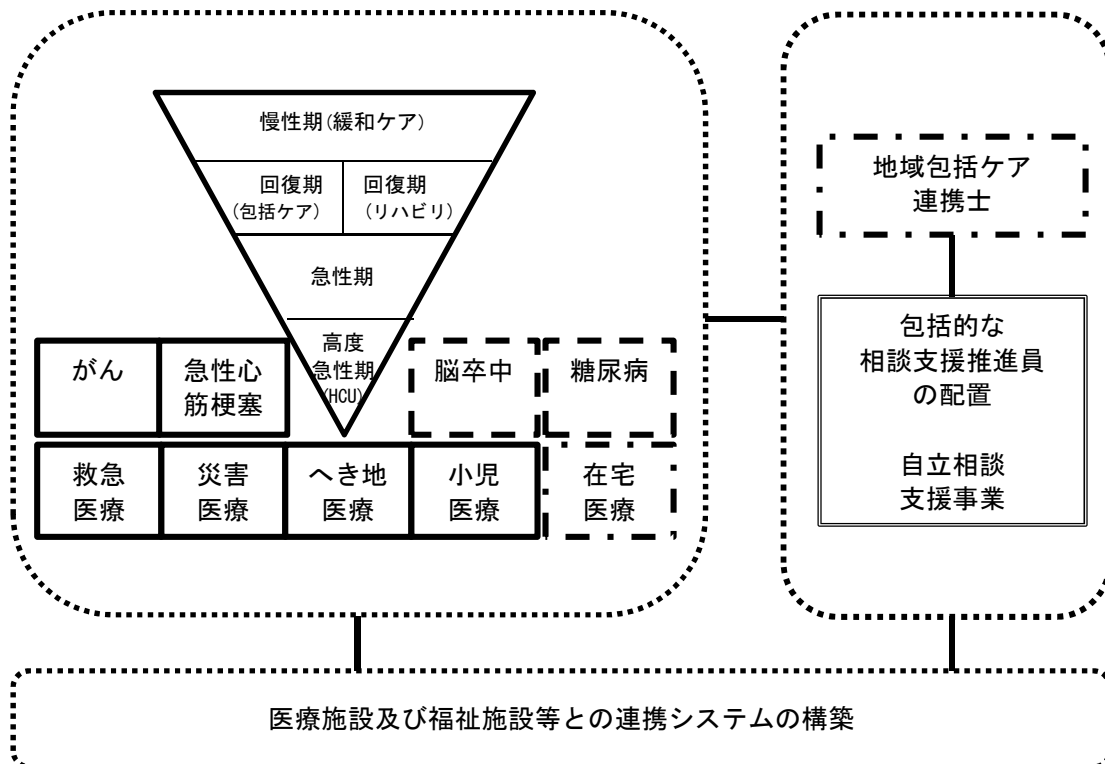 慢性期(緩和ケア)
回復期
(包括ケア)
回復期
(リハビリ)
急性期
高度
急性期
(HCU)
がん
急性心
筋梗塞
脳卒中
糖尿病
救急
医療
災害
医療
へき地
医療
小児
医療
在宅
医療
地域包括ケア
連携士
包括的な
相談支援推進員
の配置
自立相談
支援事業
医療施設及び福祉施設等との連携システムの構築